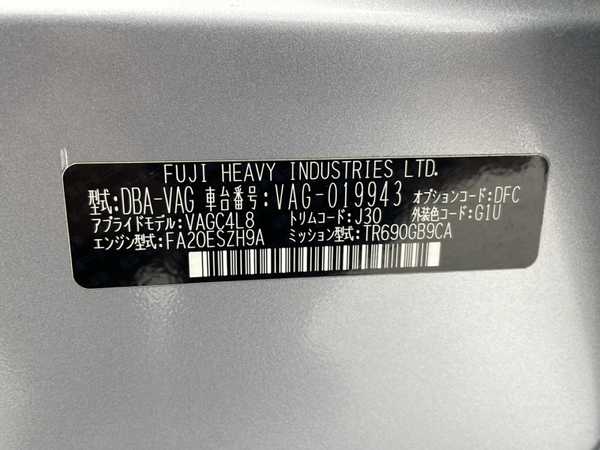 FUJI HEAVY INDUSTRIES LTD.
型式:DBA-VAG 車台番号:VAG-019943 オプションコード:DFC
アプライドモデル:VAGC4L8 トリムコード:J30 外装色コード:G1U
エンジン型式:FA20ESZH9A ミッション型式:TR690GB9CA